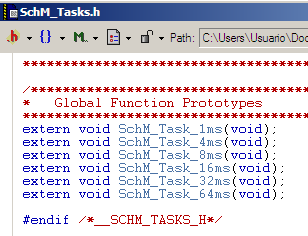 SchM_Tasks.h
h {} M. Path: C:\Users\Usuario\Doc
***********************************
/**********************************
* Global Function Prototypes
***********************************
extern void SchM_Task_1ms(void);
extern void SchM_Task_4ms(void);
extern void SchM_Task_8ms(void);
extern void SchM_Task_16ms(void);
extern void SchM_Task_32ms(void);
extern void SchM_Task_64ms(void);
#endif /*__SCHM_TASKS_H*/